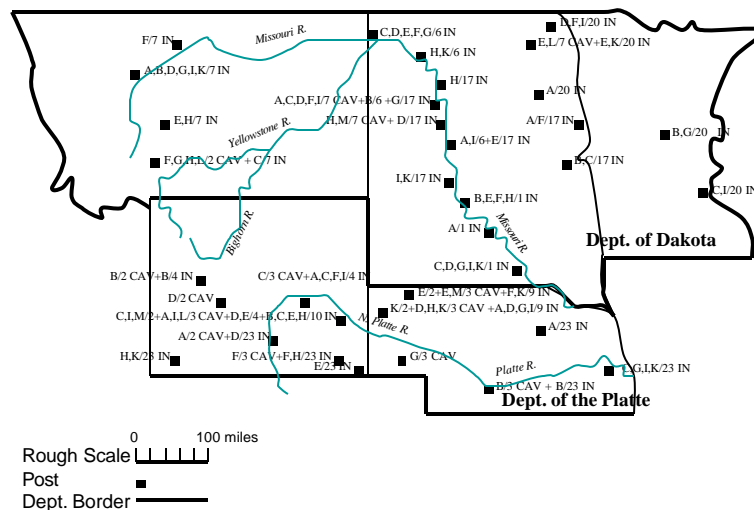 D,F,I/20 IN
Missouri R.
C,D,E,F,G/6 IN
F/7 IN
E,L/7 CAV+E,K/20 IN
H,K/6 IN
A,B,D,G,I,K/7 IN
H/17 IN
A/20 IN
A,C,D,F,I/7 CAV+B/6 +G/17 IN
E,H/7 IN
Yellowstone R.
H,M/7 CAV+ D/17 IN
A/F/17 IN
B,G/20 IN
A,I/6+E/17 IN
F,G,H,L/2 CAV + C/7 IN
B,C/17 IN
I,K/17 IN
C,I/20 IN
B,E,F,H/1 IN
Bighorn R.
A/1 IN
Missouri R.
Dept. of Dakota
C,D,G,I,K/1 IN
B/2 CAV+B/4 IN
C/3 CAV+A,C,F,I/4 IN
E/2+E,M/3 CAV+F,K/9 IN
D/2 CAV
C,I,M/2+A,I,L/3 CAV+D,E/4+B,C,E,H/10 IN
K/2+D,H,K/3 CAV +A,D,G,I/9 IN
N. Platte R.
A/2 CAV+D/23 IN
A/23 IN
H,K/23 IN
F/3 CAV+F,H/23 IN
G/3 CAV
E/23 IN
Platte R.
G,I,K/23 IN
B/3 CAV + B/23 IN
Dept. of the Platte
0 100 miles
Rough Scale
Post
Dept. Border